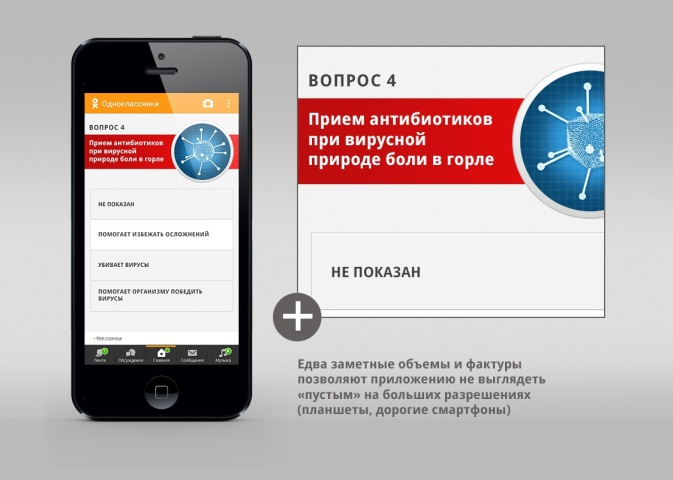 Одноклассники
ВОПРОС 4
Прием антибиотиков
при вирусной
природе боли в горле
НЕ ПОКАЗАН
ПОМОГАЕТ ИЗБЕЖАТЬ ОСЛОЖНЕНИЙ
УБИВАЕТ ВИРУСЫ
ПОМОГАЕТ ОРГАНИЗМУ ПОБЕДИТЬ
ВИРУСЫ
< Моя страница
Лента Обсуждения Главная Сообщения Музыка
ВОПРОС 4
Прием антибиотиков
при вирусной
природе боли в горле
НЕ ПОКАЗАН
Едва заметные объемы и фактуры
позволяют приложению не выглядеть
«пустым» на больших разрешениях
(планшеты, дорогие смартфоны)